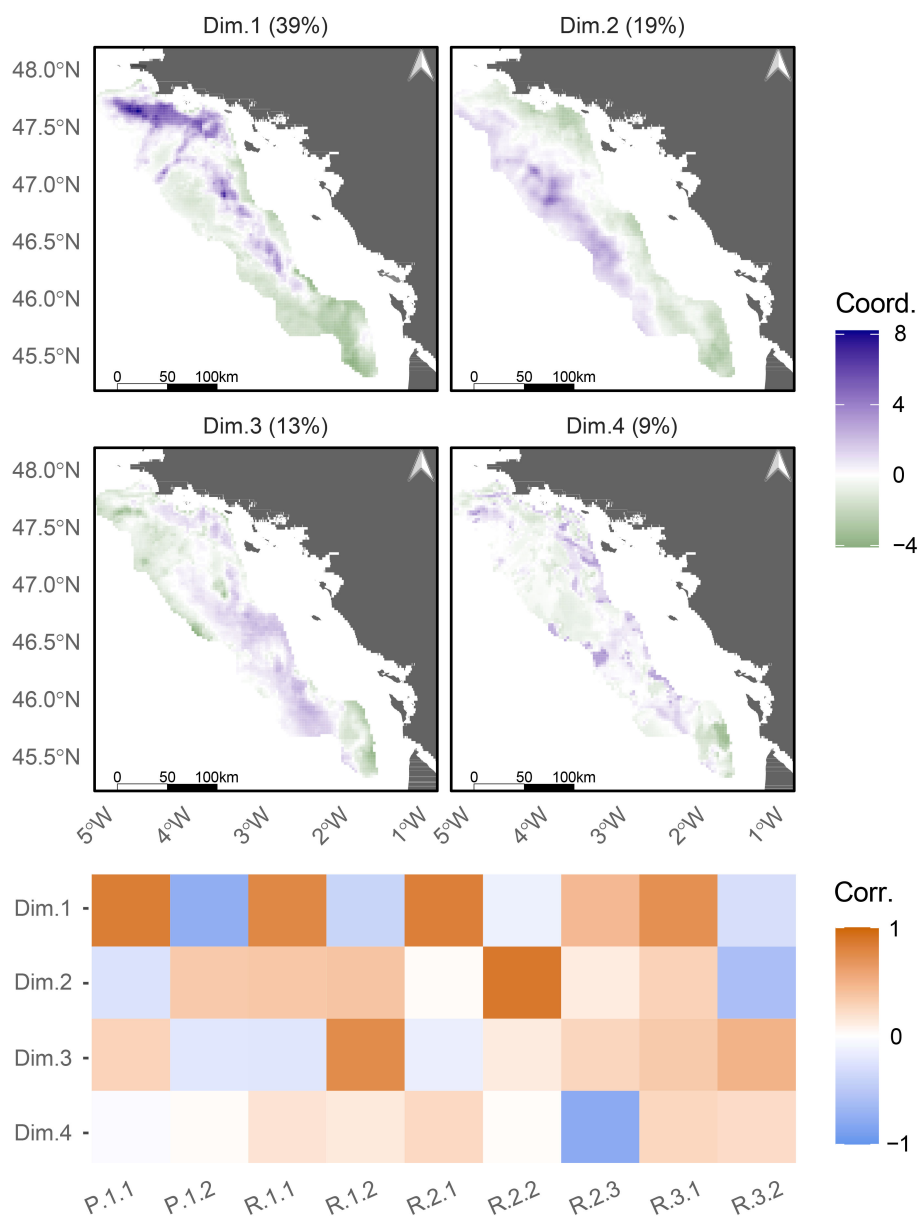 Dim.1 (39%)
Dim.2 (19%)
48.0°N
47.5°N
47.0°N
46.5°N
46.0°N
45.5°N
0 50 100km
0 50 100km
Coord.
8
4
0
−4
Dim.3 (13%)
Dim.4 (9%)
48.0°N
47.5°N
47.0°N
46.5°N
46.0°N
45.5°N
0 50 100km
0 50 100km
5°W 4°W 3°W 2°W 1°W
5°W 4°W 3°W 2°W 1°W
Dim.1
Dim.2
Dim.3
Dim.4
Corr.
1
0
−1
P.1.1 P.1.2 R.1.1 R.1.2 R.2.1 R.2.2 R.2.3 R.3.1 R.3.2